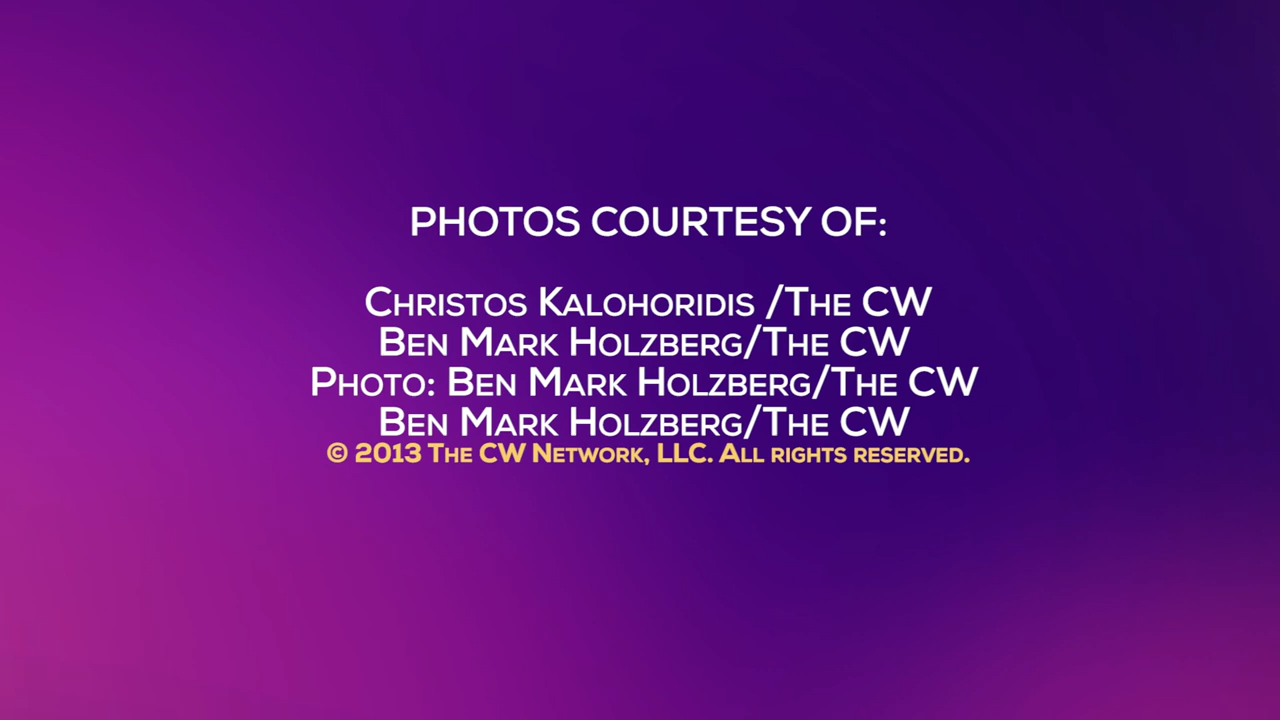 PHOTOS COURTESY OF:
Christos Kalohoridis /The CW
Ben Mark Holzberg/The CW
Photo: Ben Mark Holzberg/The CW
Ben Mark Holzberg/The CW
© 2013 The CW Network, LLC. All rights reserved.